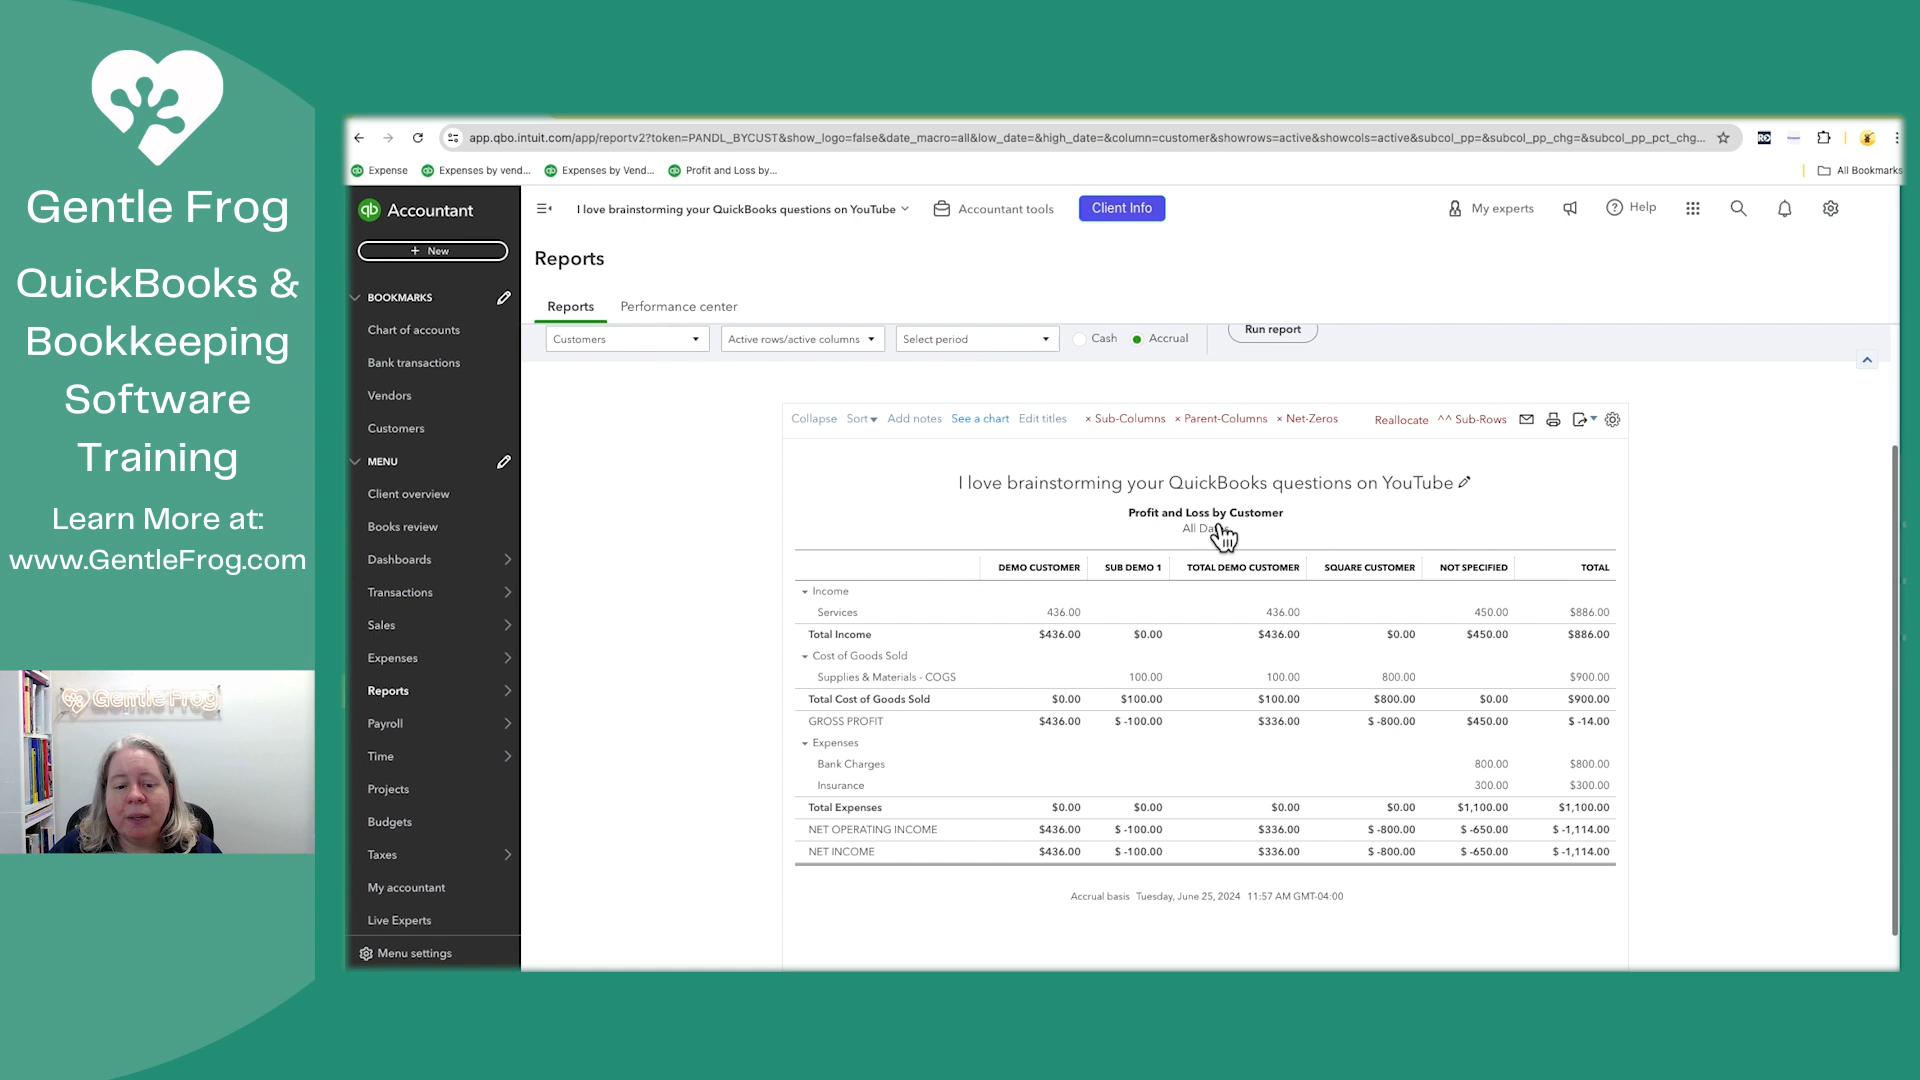 Gentle Frog
QuickBooks &
Bookkeeping
Software
Training
Learn More at:
www.GentleFrog.com
Gentle Frog
app.qbo.intuit.com/app/reportv2?token=PANDL_BYCUST&show_logo=false&date_macro=all&low_date=&high_date=&column=customer&showrows=active&showcols=active&subcol_pp=&subcol_pp_chg=&subcol_pp_pct_chg...
Expense Expenses by vend... Expenses by Vend... Profit and Loss by... All Bookmarks
qb Accountant
+ New
BOOKMARKS
Chart of accounts
Bank transactions
Vendors
Customers
MENU
Client overview
Books review
Dashboards
Transactions
Sales
Expenses
Reports
Payroll
Time
Projects
Budgets
Taxes
My accountant
Live Experts
Menu settings
I love brainstorming your QuickBooks questions on YouTube Accountant tools Client Info My experts Help
Reports
Reports Performance center
Customers Active rows/active columns Select period Cash Accrual Run report
Collapse Sort Add notes See a chart Edit titles × Sub-Columns × Parent-Columns × Net-Zeros Reallocate ^^ Sub-Rows
I love brainstorming your QuickBooks questions on YouTube
Profit and Loss by Customer
All Dates
DEMO CUSTOMER SUB DEMO 1 TOTAL DEMO CUSTOMER SQUARE CUSTOMER NOT SPECIFIED TOTAL
Income
Services 436.00 436.00 450.00 $886.00
Total Income $436.00 $0.00 $436.00 $0.00 $450.00 $886.00
Cost of Goods Sold
Supplies & Materials - COGS 100.00 100.00 800.00 $900.00
Total Cost of Goods Sold $0.00 $100.00 $100.00 $800.00 $0.00 $900.00
GROSS PROFIT $436.00 $ -100.00 $336.00 $ -800.00 $450.00 $ -14.00
Expenses
Bank Charges 800.00 $800.00
Insurance 300.00 $300.00
Total Expenses $0.00 $0.00 $0.00 $0.00 $1,100.00 $1,100.00
NET OPERATING INCOME $436.00 $ -100.00 $336.00 $ -800.00 $ -650.00 $ -1,114.00
NET INCOME $436.00 $ -100.00 $336.00 $ -800.00 $ -650.00 $ -1,114.00
Accrual basis Tuesday, June 25, 2024 11:57 AM GMT-04:00